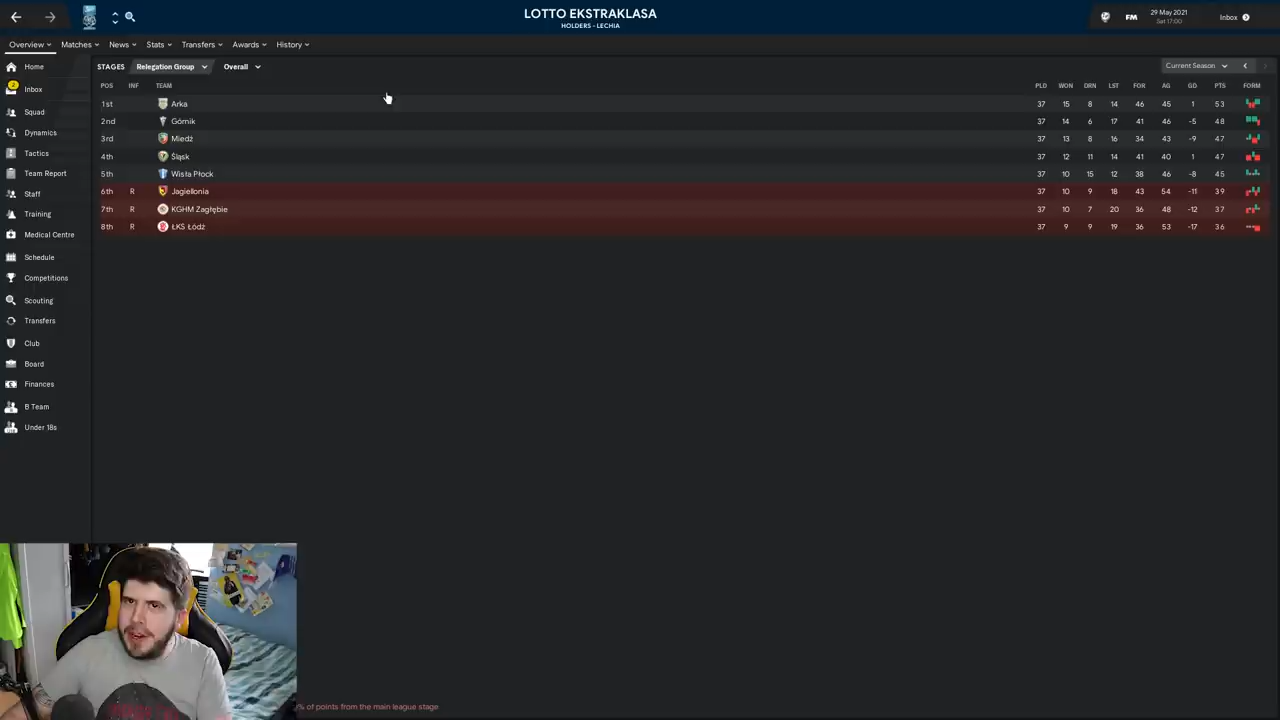 LOTTO EKSTRAKLASA
HOLDERS - LECHIA
29 May 2021
Sat 17:00
FM
Inbox
Overview Matches News Stats Transfers Awards History
STAGES Relegation Group Overall Current Season
POS INF TEAM PLD WON DRN LST FOR AG GD PTS FORM
1st Arka 37 15 8 14 46 45 1 53
2nd Górnik 37 14 6 17 41 46 -5 48
3rd Miedź 37 13 8 16 34 43 -9 47
4th Śląsk 37 12 11 14 41 40 1 47
5th Wisła Płock 37 10 15 12 38 46 -8 45
6th R Jagiellonia 37 10 9 18 43 54 -11 39
7th R KGHM Zagłębie 37 10 7 20 36 48 -12 37
8th R ŁKS Łódź 37 9 9 19 36 53 -17 36
Home
Inbox
Squad
Dynamics
Tactics
Team Report
Staff
Training
Medical Centre
Schedule
Competitions
Scouting
Transfers
Club
Board
Finances
B Team
Under 18s
% of points from the main league stage